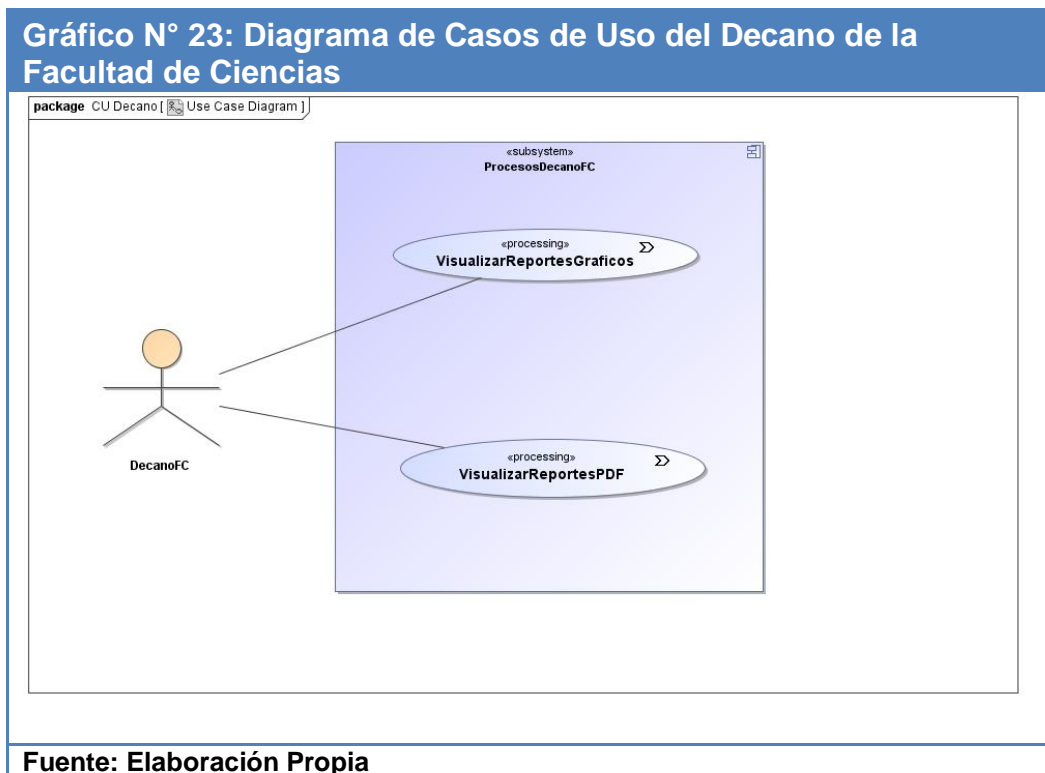 Gráfico N° 23: Diagrama de Casos de Uso del Decano de la
Facultad de Ciencias
package CU Decano [ Use Case Diagram ]
«subsystem»
ProcesosDecanoFC
«processing»
VisualizarReportesGraficos
DecanoFC
«processing»
VisualizarReportesPDF
Fuente: Elaboración Propia